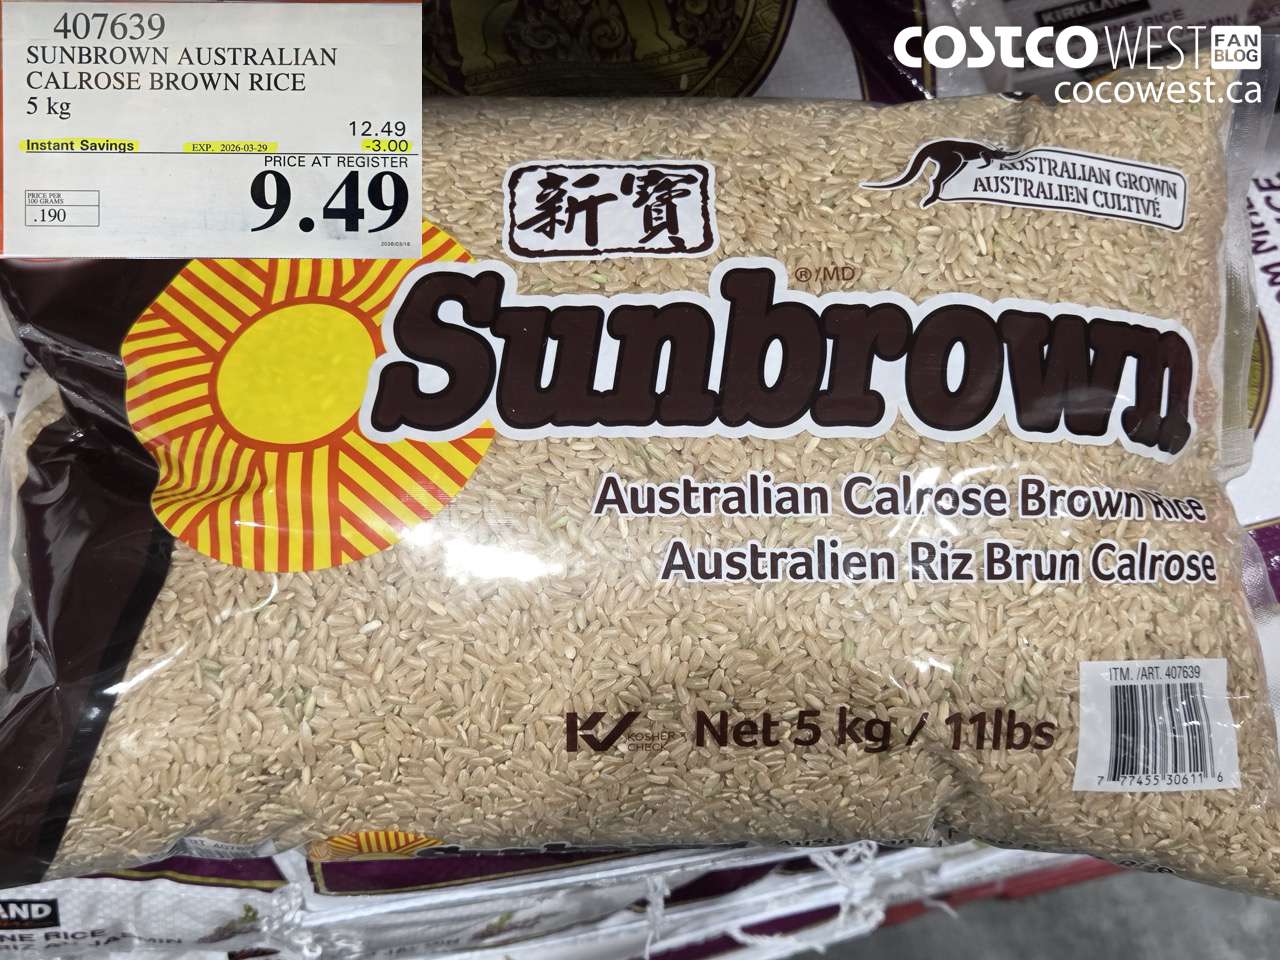 407639
SUNBROWN AUSTRALIAN
CALROSE BROWN RICE
5 kg
12.49
Instant Savings EXP. 2026-03-29 -3.00
PRICE AT REGISTER
9.49
PRICE PER
100 GRAMS
.190
COSTCO WEST FAN BLOG
cocowest.ca
KIRKLAND
新寶
AUSTRALIAN GROWN
AUSTRALIEN CULTIVÉ
®/MD
Sunbrown
Australian Calrose Brown Rice
Australien Riz Brun Calrose
ITM. /ART. 407639
KOSHER
CHECK
Net 5 kg / 11lbs
7 77455 30611 6